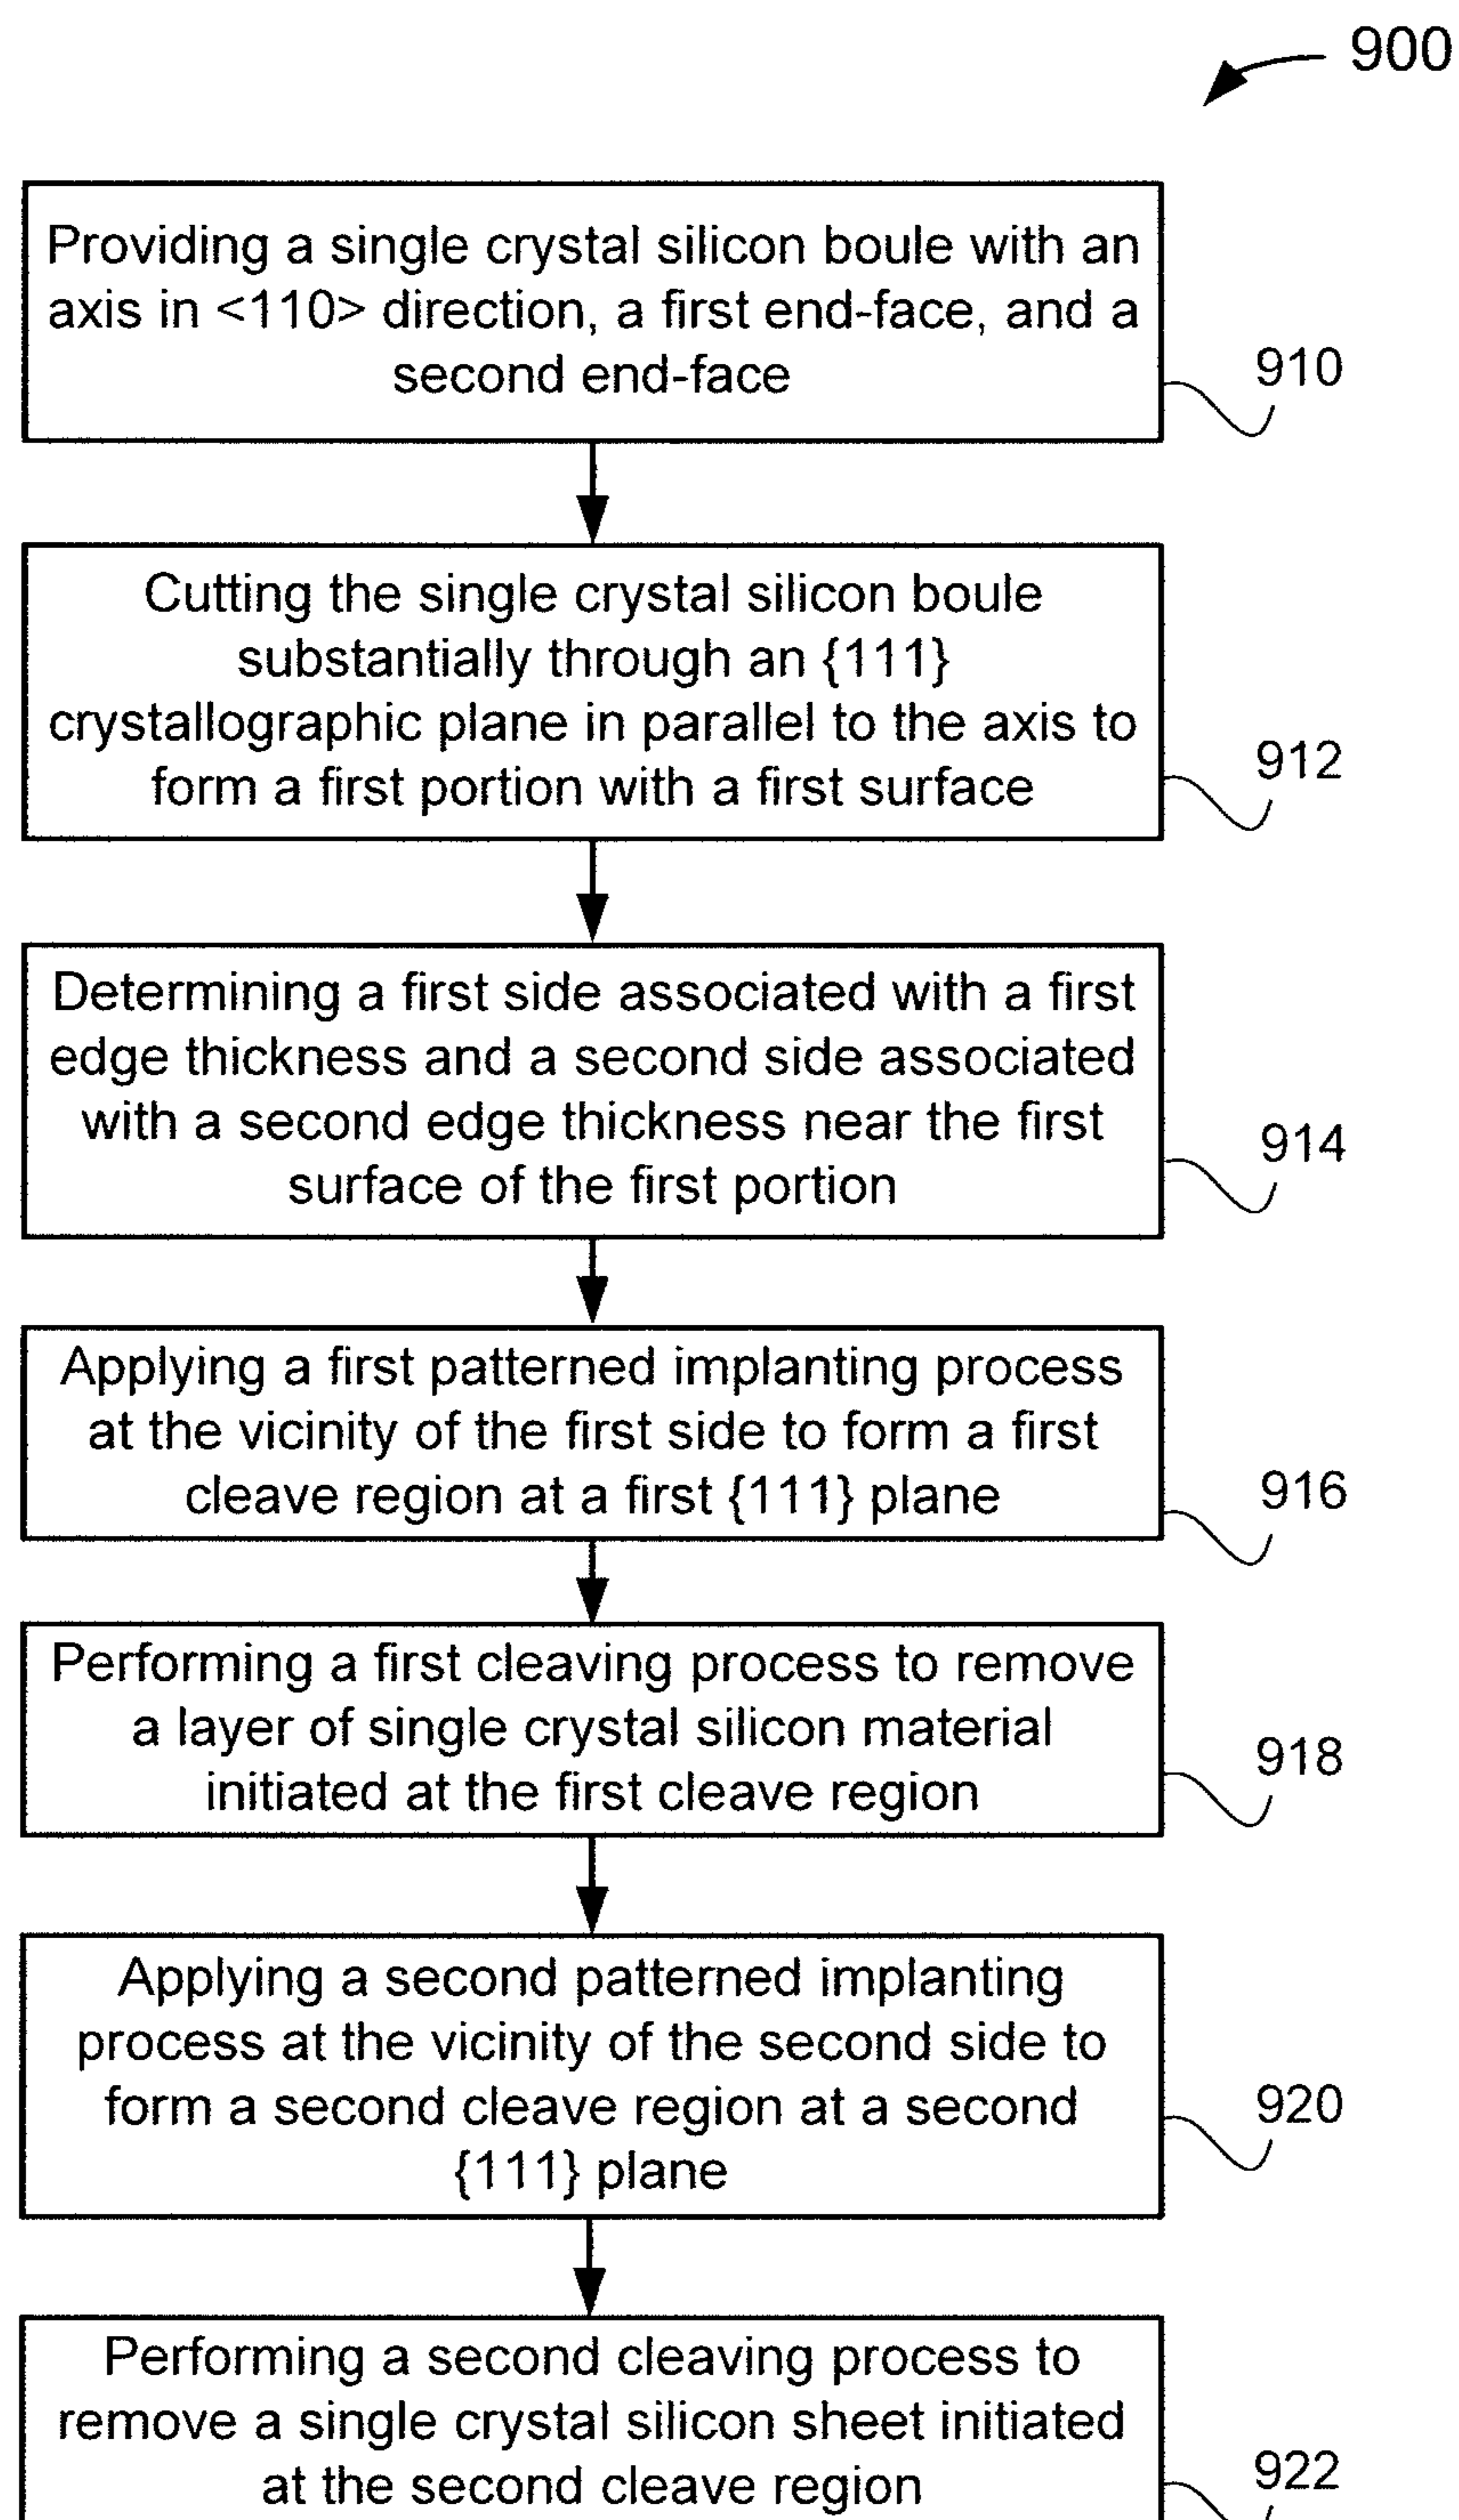 900
Providing a single crystal silicon boule with an
axis in <110> direction, a first end-face, and a
second end-face
910
Cutting the single crystal silicon boule
substantially through an {111}
crystallographic plane in parallel to the axis to
form a first portion with a first surface
912
Determining a first side associated with a first
edge thickness and a second side associated
with a second edge thickness near the first
surface of the first portion
914
Applying a first patterned implanting process
at the vicinity of the first side to form a first
cleave region at a first {111} plane
916
Performing a first cleaving process to remove
a layer of single crystal silicon material
initiated at the first cleave region
918
Applying a second patterned implanting
process at the vicinity of the second side to
form a second cleave region at a second
{111} plane
920
Performing a second cleaving process to
remove a single crystal silicon sheet initiated
at the second cleave region
922